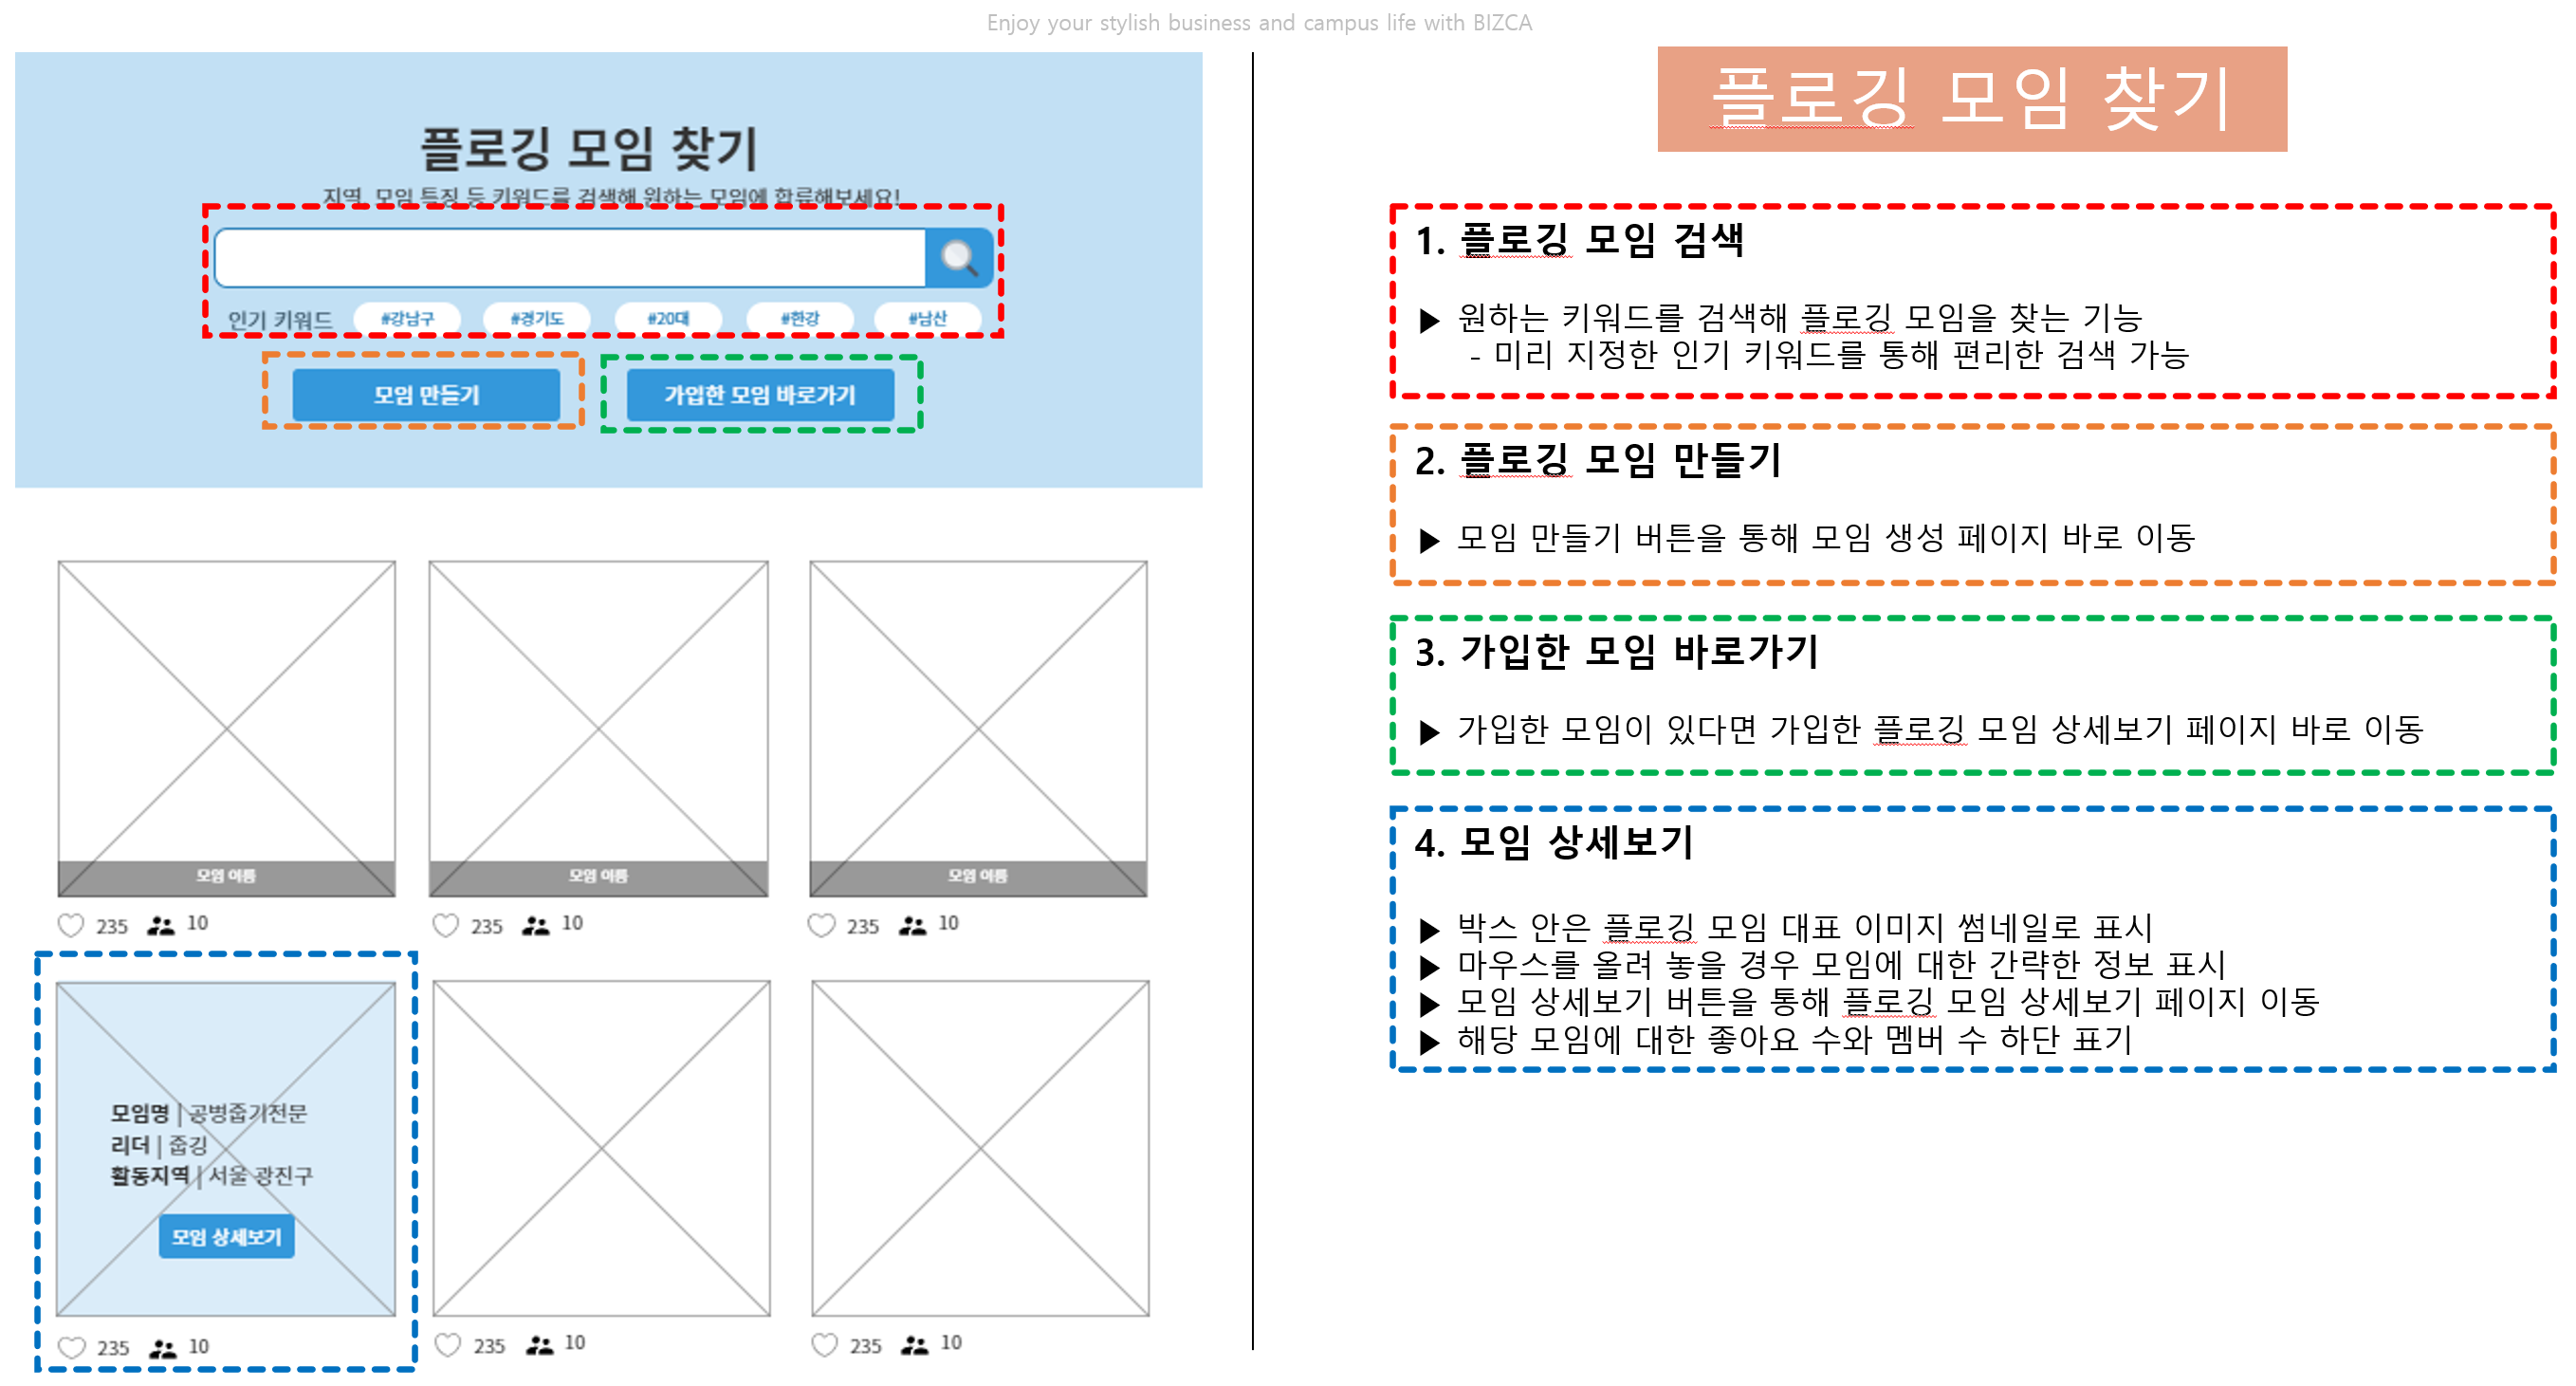 Enjoy your stylish business and campus life with BIZCA
플로깅 모임 찾기
지역, 모임 특징 등 키워드를 검색해 원하는 모임에 합류해보세요!
인기 키워드 #강남구 #경기도 #20대 #한강 #남산
모임 만들기 가입한 모임 바로가기
모임 이름 모임 이름 모임 이름
235 10 235 10 235 10
모임명 | 공병줍기전문
리더 | 줍깅
활동지역 | 서울 광진구
모임 상세보기
235 10 235 10 235 10
플로깅 모임 찾기
1. 플로깅 모임 검색
▶ 원하는 키워드를 검색해 플로깅 모임을 찾는 기능
- 미리 지정한 인기 키워드를 통해 편리한 검색 가능
2. 플로깅 모임 만들기
▶ 모임 만들기 버튼을 통해 모임 생성 페이지 바로 이동
3. 가입한 모임 바로가기
▶ 가입한 모임이 있다면 가입한 플로깅 모임 상세보기 페이지 바로 이동
4. 모임 상세보기
▶ 박스 안은 플로깅 모임 대표 이미지 썸네일로 표시
▶ 마우스를 올려 놓을 경우 모임에 대한 간략한 정보 표시
▶ 모임 상세보기 버튼을 통해 플로깅 모임 상세보기 페이지 이동
▶ 해당 모임에 대한 좋아요 수와 멤버 수 하단 표기